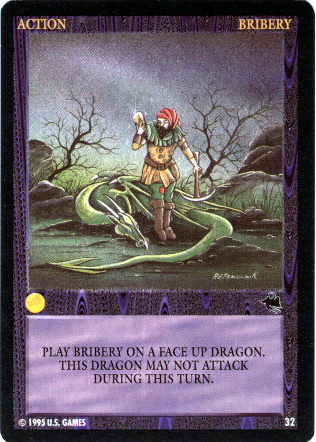 ACTION
BRIBERY
PLAY BRIBERY ON A FACE UP DRAGON.
THIS DRAGON MAY NOT ATTACK
DURING THIS TURN.
© 1995 U.S. GAMES
32